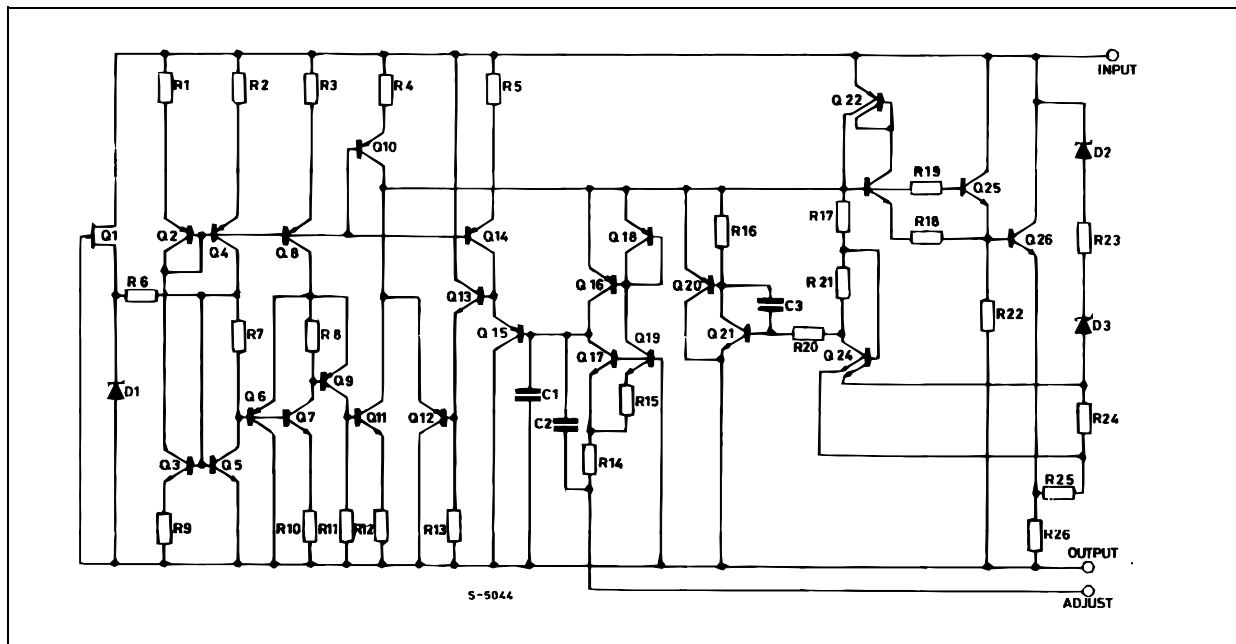 INPUT
R1
R2
R3
R4
R5
Q22
D2
Q10
R19
Q25
R17
R18
Q1
Q2
Q4
Q8
Q14
Q18
R16
Q26
R23
R6
Q13
Q16
Q20
C3
R21
R7
R8
Q15
Q21
R20
R22
D3
Q19
Q17
Q24
D1
Q6
Q9
C1
R15
Q7
Q11
Q12
C2
R24
Q3
Q5
R14
R25
R9
R10
R11
R12
R13
R26
OUTPUT
S-5044
ADJUST